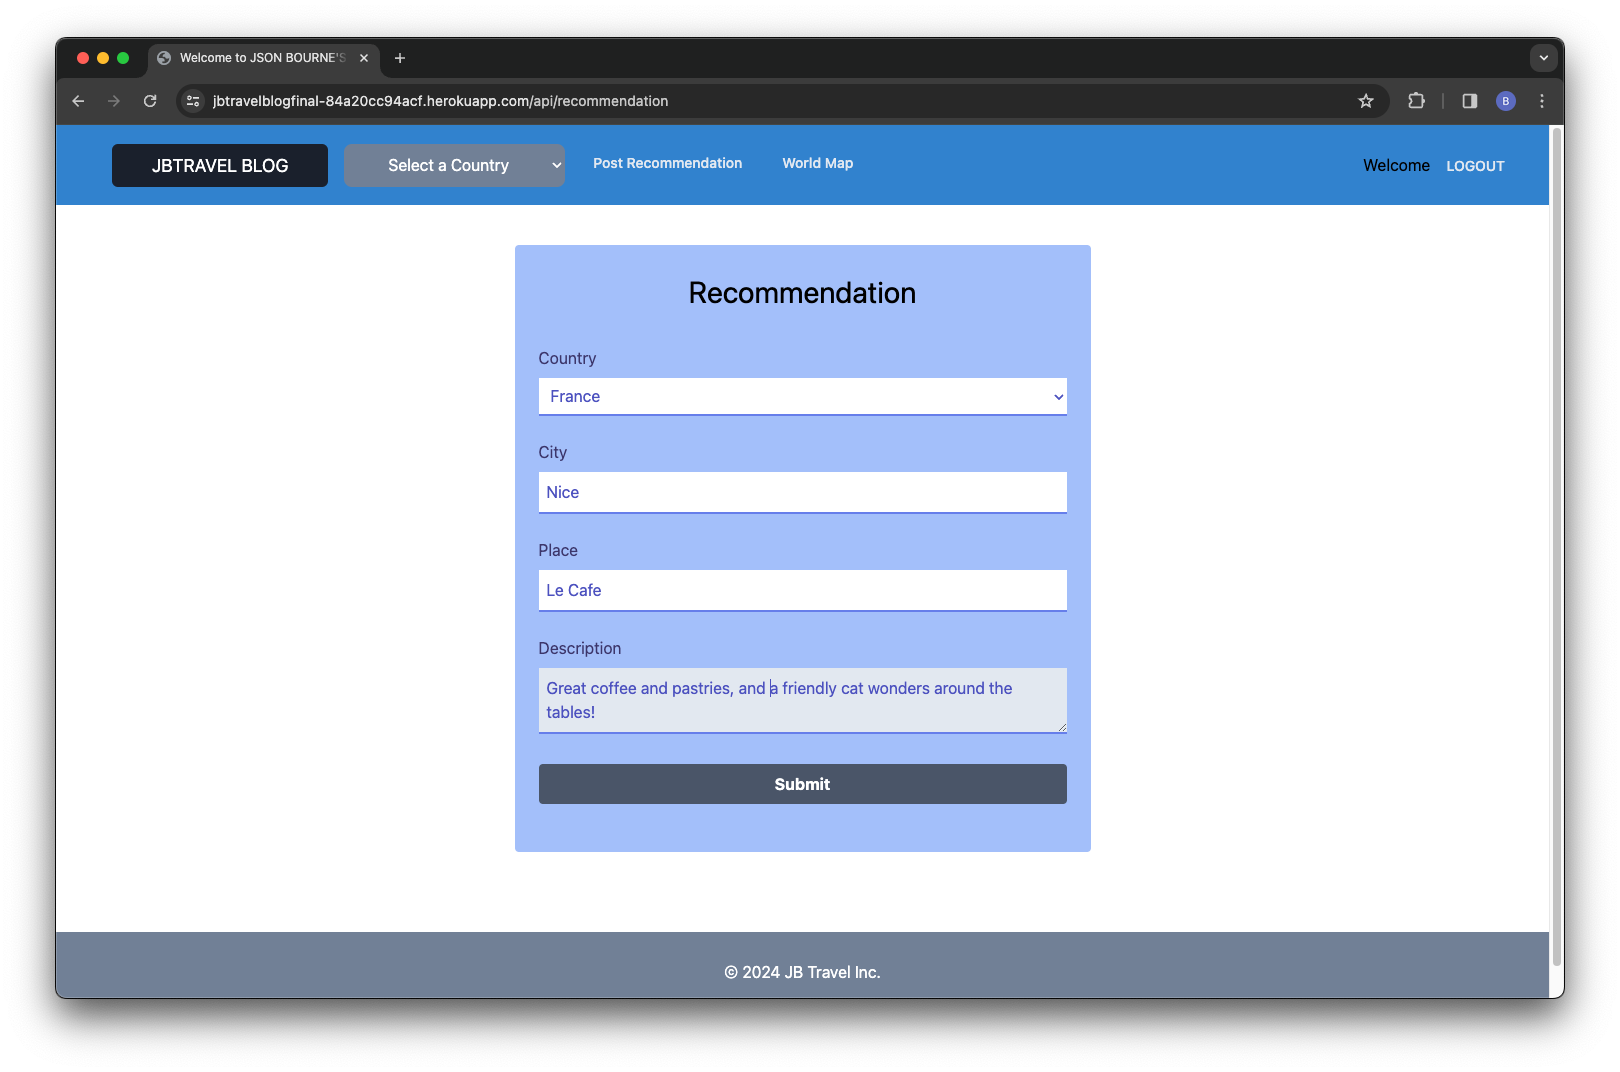 Welcome to JSON BOURNE'S
jbtravelblogfinal-84a20cc94acf.herokuapp.com/api/recommendation
B
JBTRAVEL BLOG
Select a Country
Post Recommendation
World Map
Welcome
LOGOUT
Recommendation
Country
France
City
Nice
Place
Le Cafe
Description
Great coffee and pastries, and a friendly cat wonders around the
tables!
Submit
© 2024 JB Travel Inc.